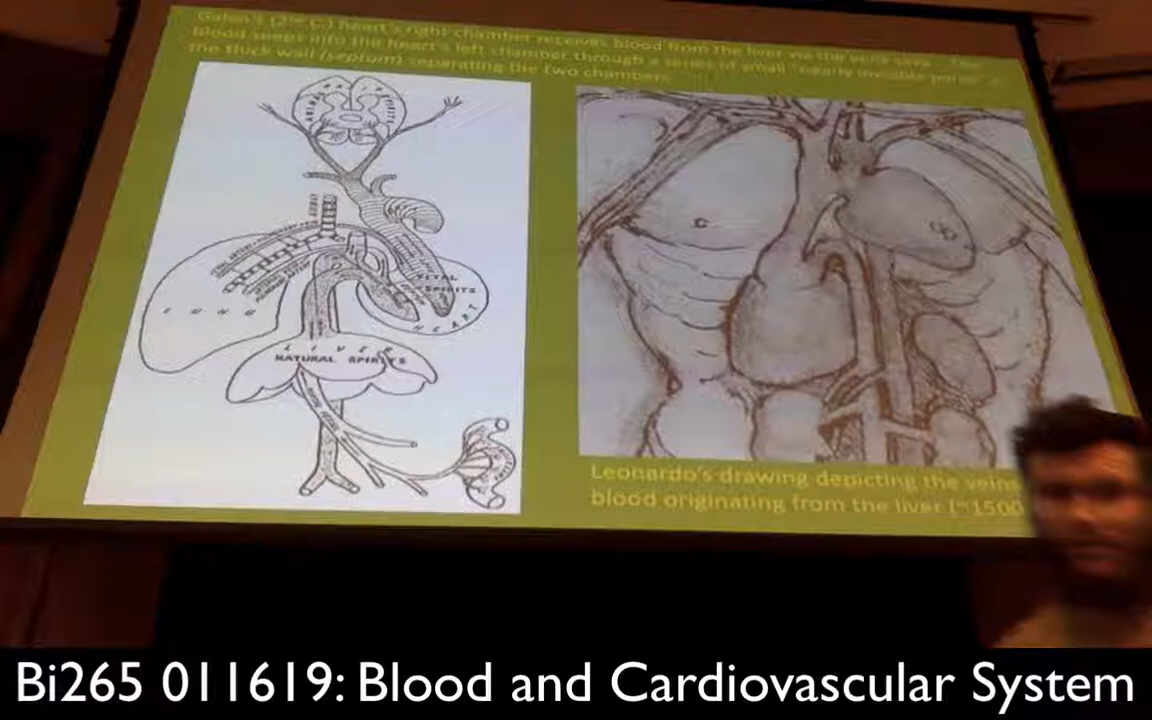 Galen's (2nd c.) heart's right chamber receives blood from the liver via the vena cava. The
blood seeps into the heart's left chamber through a series of small "nearly invisible pores"
the thick wall (septum) separating the two chambers
ANIMAL SPIRITS
VITAL
SPIRITS
HEART
LUNG
LIVER
NATURAL SPIRITS
C
Leonardo's drawing depicting the veins
blood originating from the liver 1500
Bi265 011619: Blood and Cardiovascular System